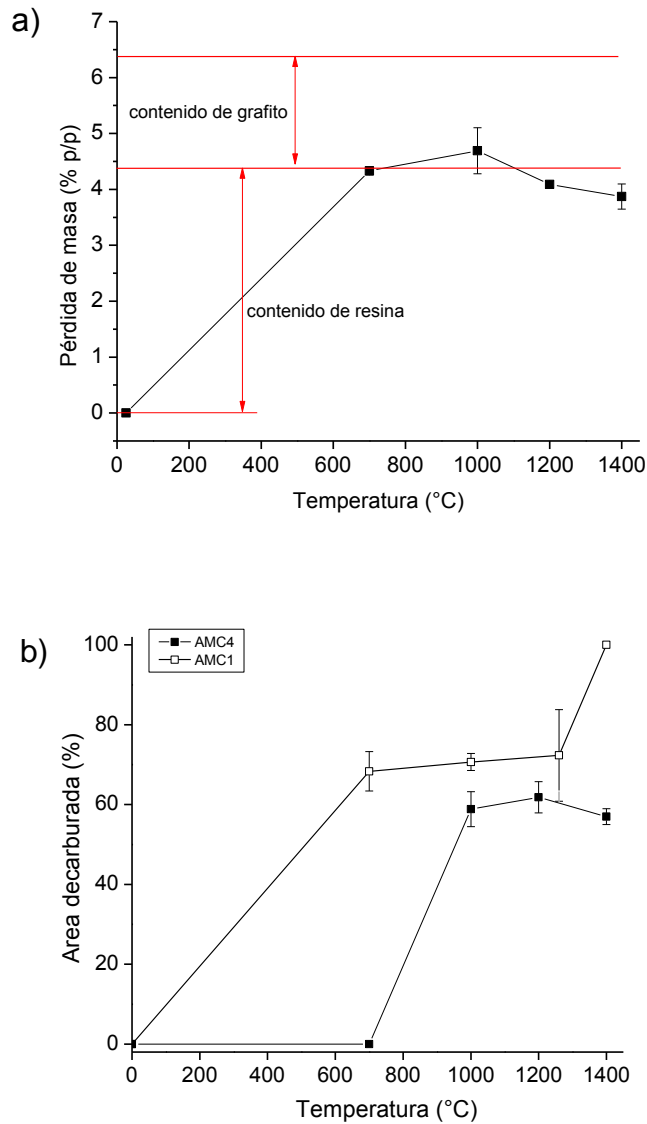 a)
7
6
5
4
3
2
1
0
Pérdida de masa (% p/p)
contenido de grafito
contenido de resina
0 200 400 600 800 1000 1200 1400
Temperatura (°C)
b)
AMC4
AMC1
100
80
60
40
20
0
Area decarburada (%)
0 200 400 600 800 1000 1200 1400
Temperatura (°C)